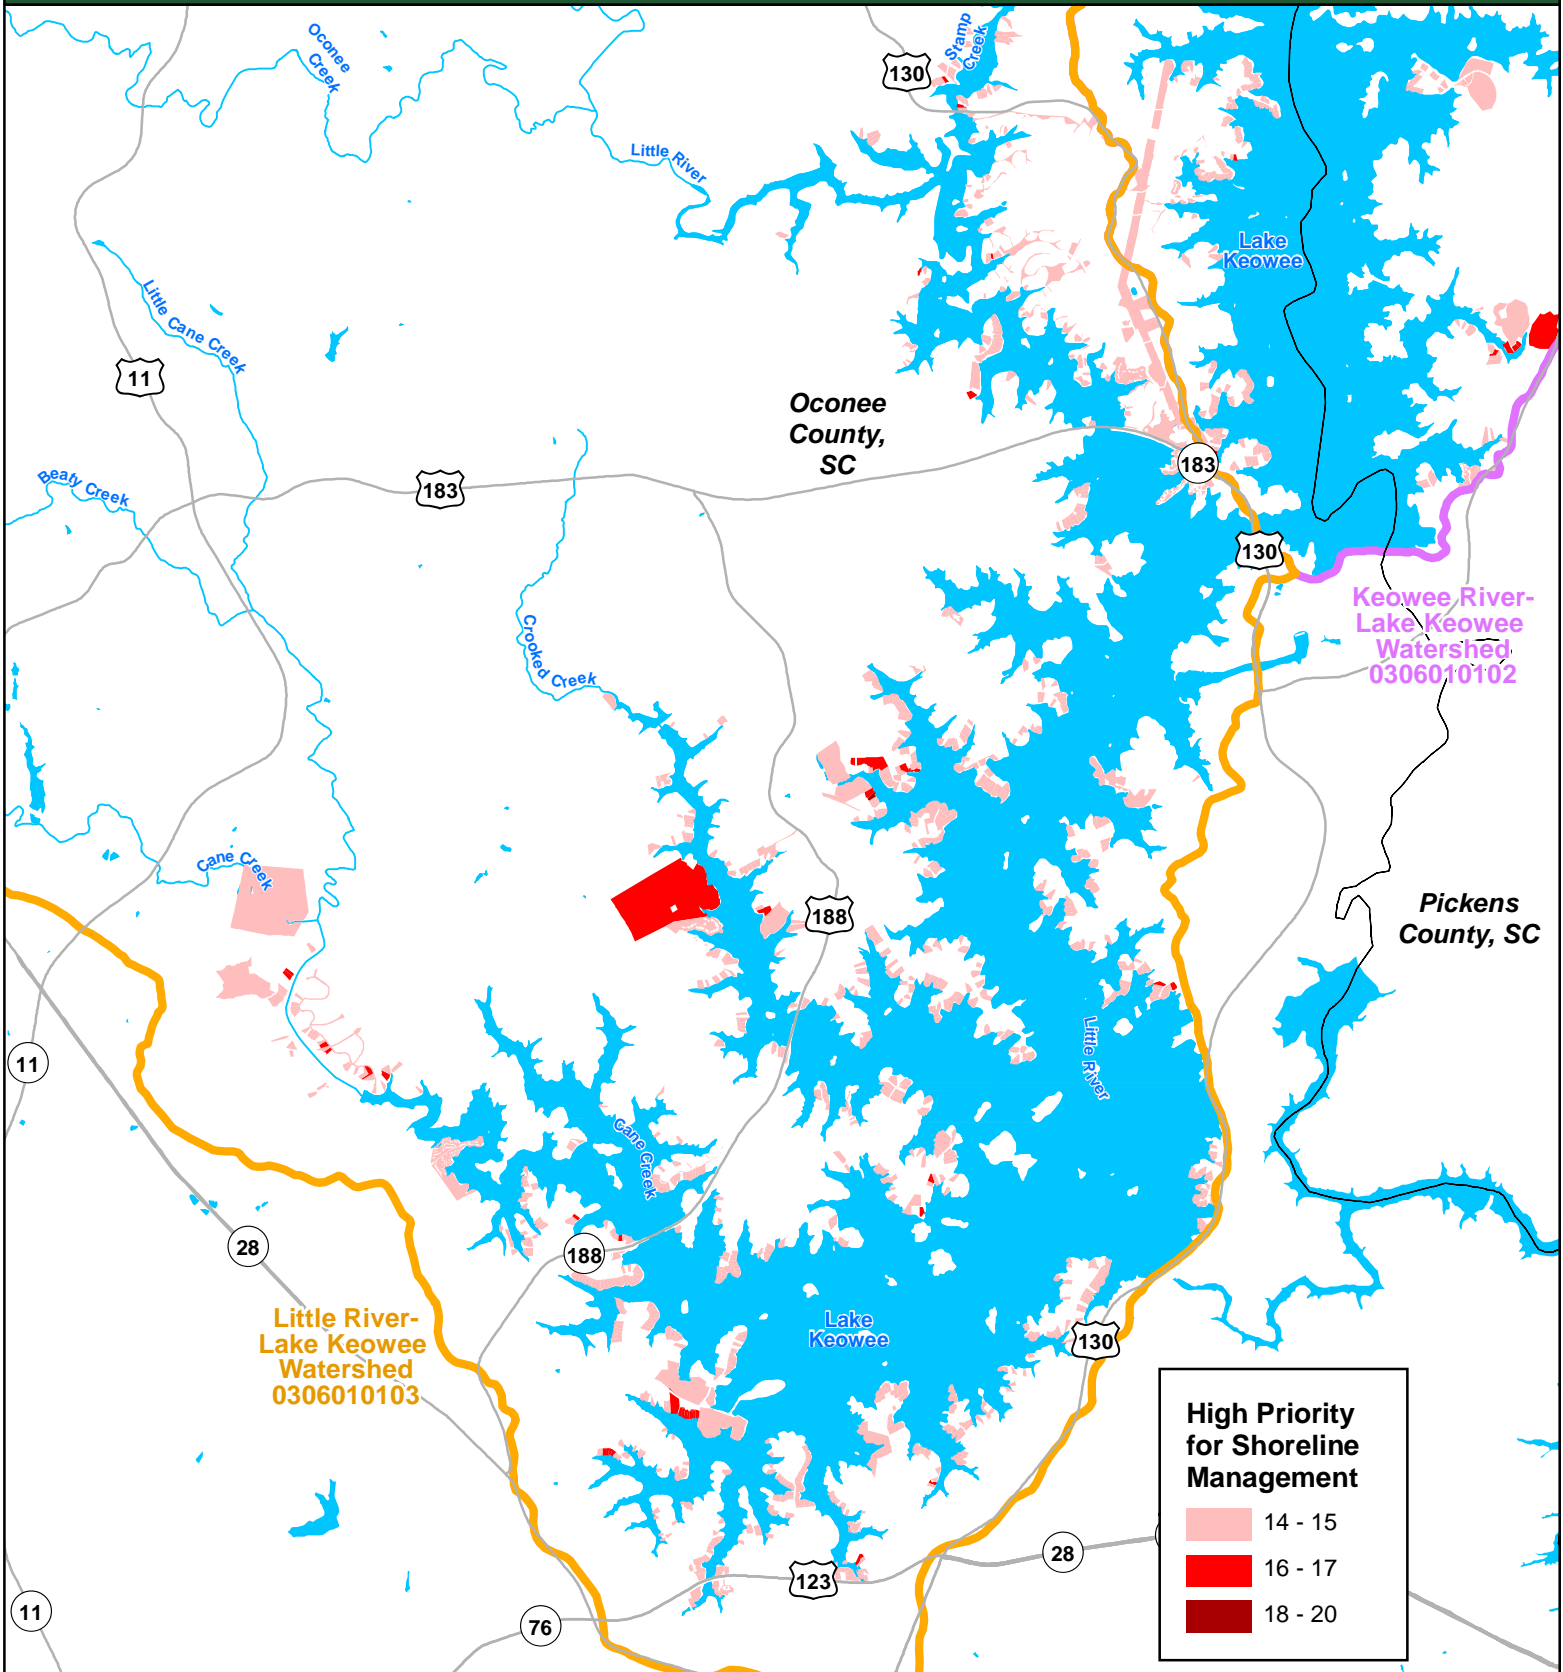 Oconee
Creek
Stamp
Creek
130
Little River
Lake
Keowee
Little Cane Creek
11
Oconee
County,
SC
183
Beaty Creek
183
130
Keowee River-
Lake Keowee
Watershed
0306010102
Crooked Creek
Cane Creek
188
Pickens
County, SC
Little River
11
Cane Creek
28
188
Little River-
Lake Keowee
Watershed
0306010103
Lake
Keowee
130
High Priority
for Shoreline
Management
14 - 15
16 - 17
18 - 20
28
123
11
76